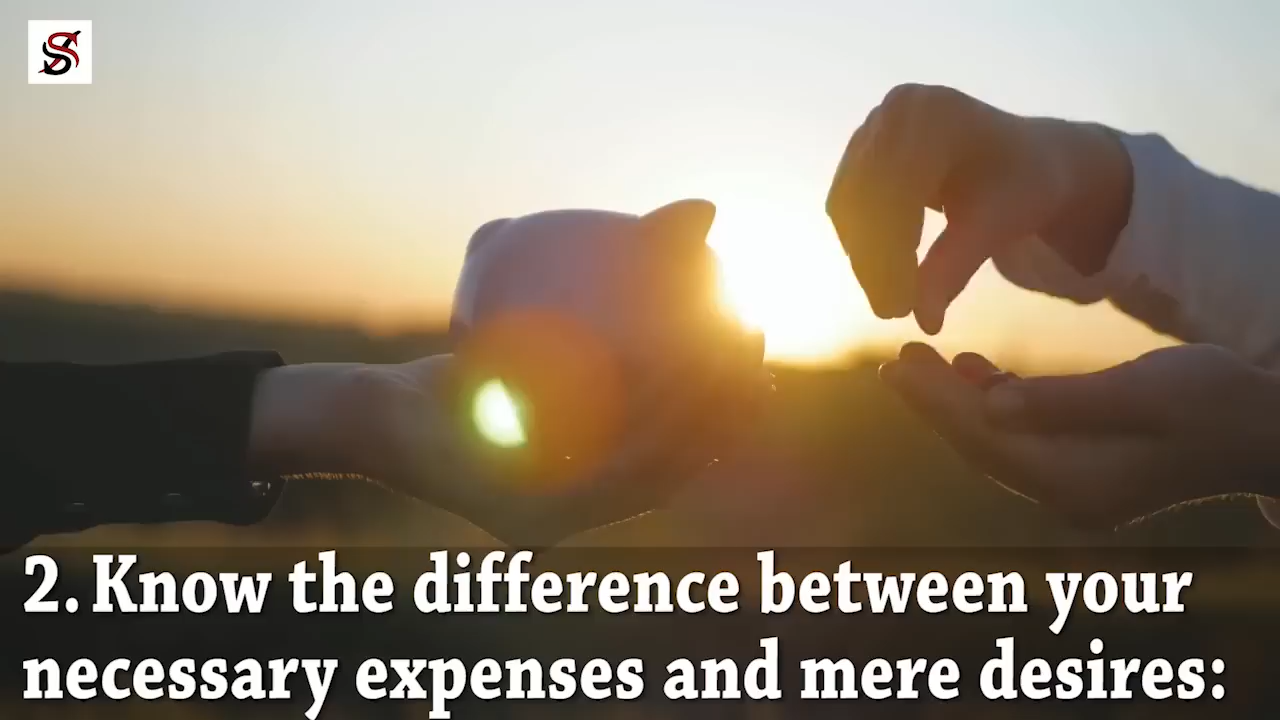 2. Know the difference between your
necessary expenses and mere desires: